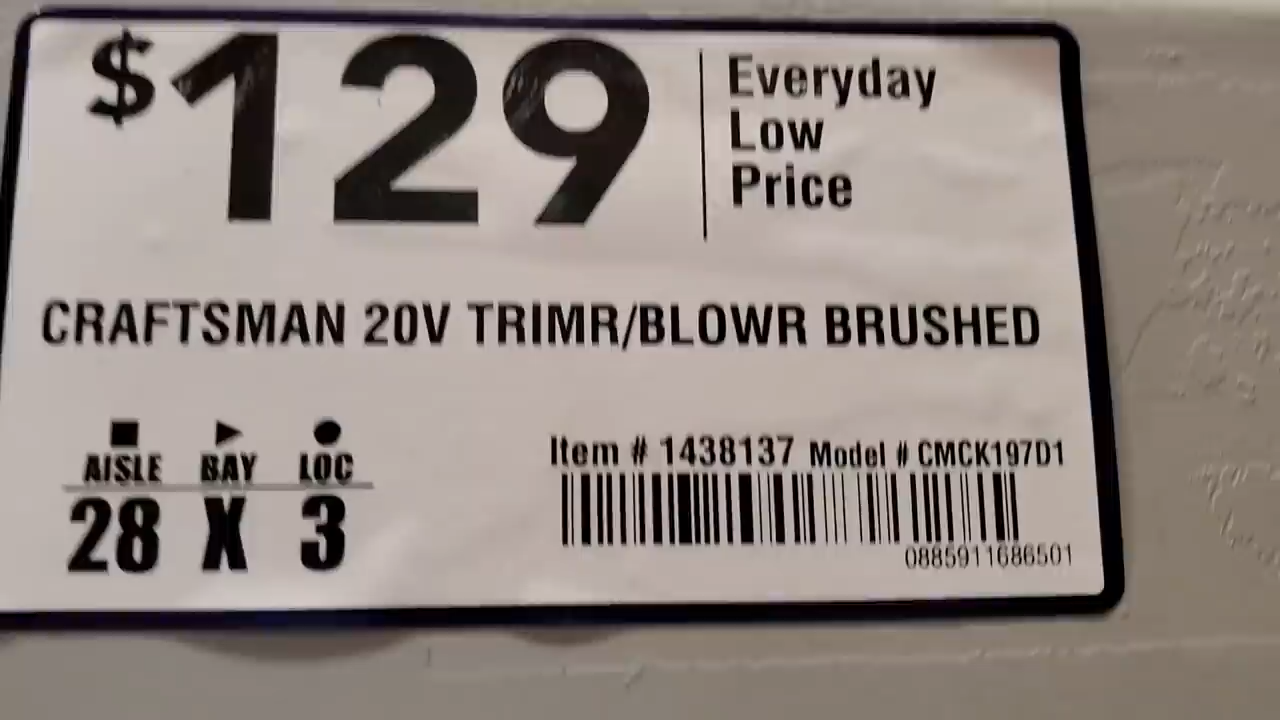 $129
Everyday
Low
Price
CRAFTSMAN 20V TRIMR/BLOWR BRUSHED
AISLE BAY LOC
28 X 3
Item # 1438137 Model # CMCK197D1
0885911686501